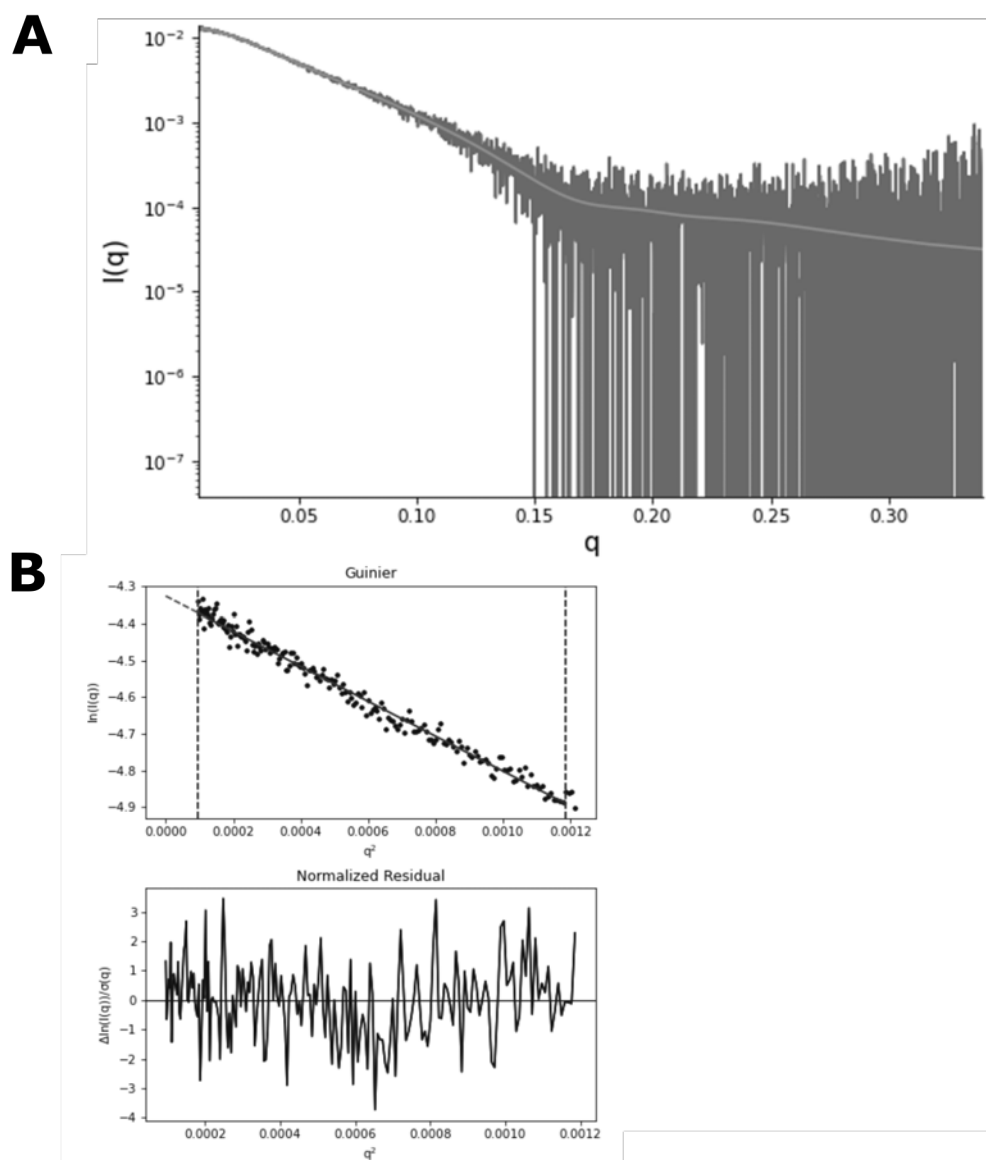 A
10⁻²
10⁻³
10⁻⁴
10⁻⁵
10⁻⁶
10⁻⁷
I(q)
0.05 0.10 0.15 0.20 0.25 0.30
q
B
Guinier
−4.3
−4.4
−4.5
−4.6
−4.7
−4.8
−4.9
ln(I(q))
0.0000 0.0002 0.0004 0.0006 0.0008 0.0010 0.0012
q²
Normalized Residual
3
2
1
0
−1
−2
−3
−4
Δln(I(q))/σ(q)
0.0002 0.0004 0.0006 0.0008 0.0010 0.0012
q²